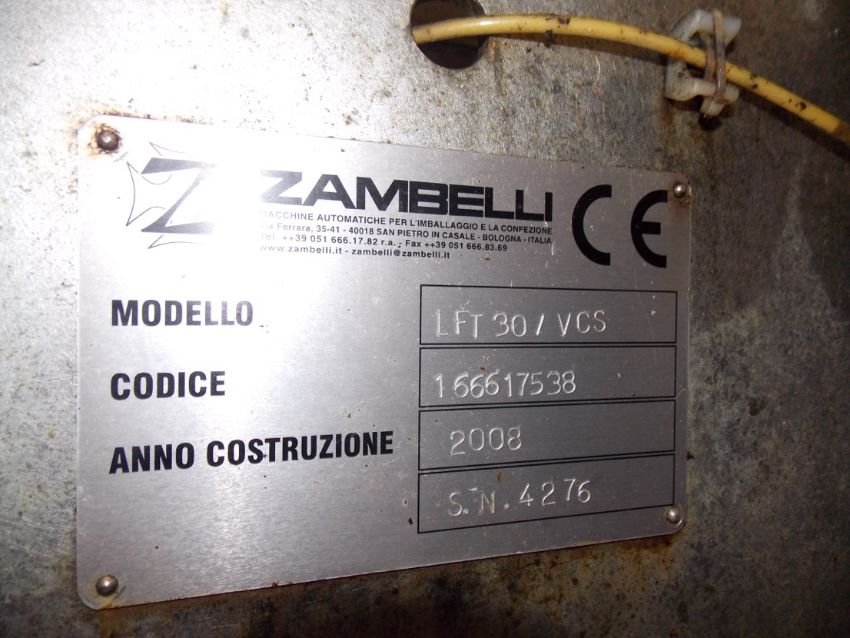 ZAMBELLI
MACCHINE AUTOMATICHE PER L'IMBALLAGGIO E LA CONFEZIONE
Via Ferrara, 35-41 - 40018 SAN PIETRO IN CASALE - BOLOGNA - ITALIA
Tel. ++39 051 666.17.82 r.a. - Fax ++39 051 666.83.69
www.zambelli.it - zambelli@zambelli.it
CE
MODELLO LFT 30 / VCS
CODICE 166617538
ANNO COSTRUZIONE 2008
S.N. 4276